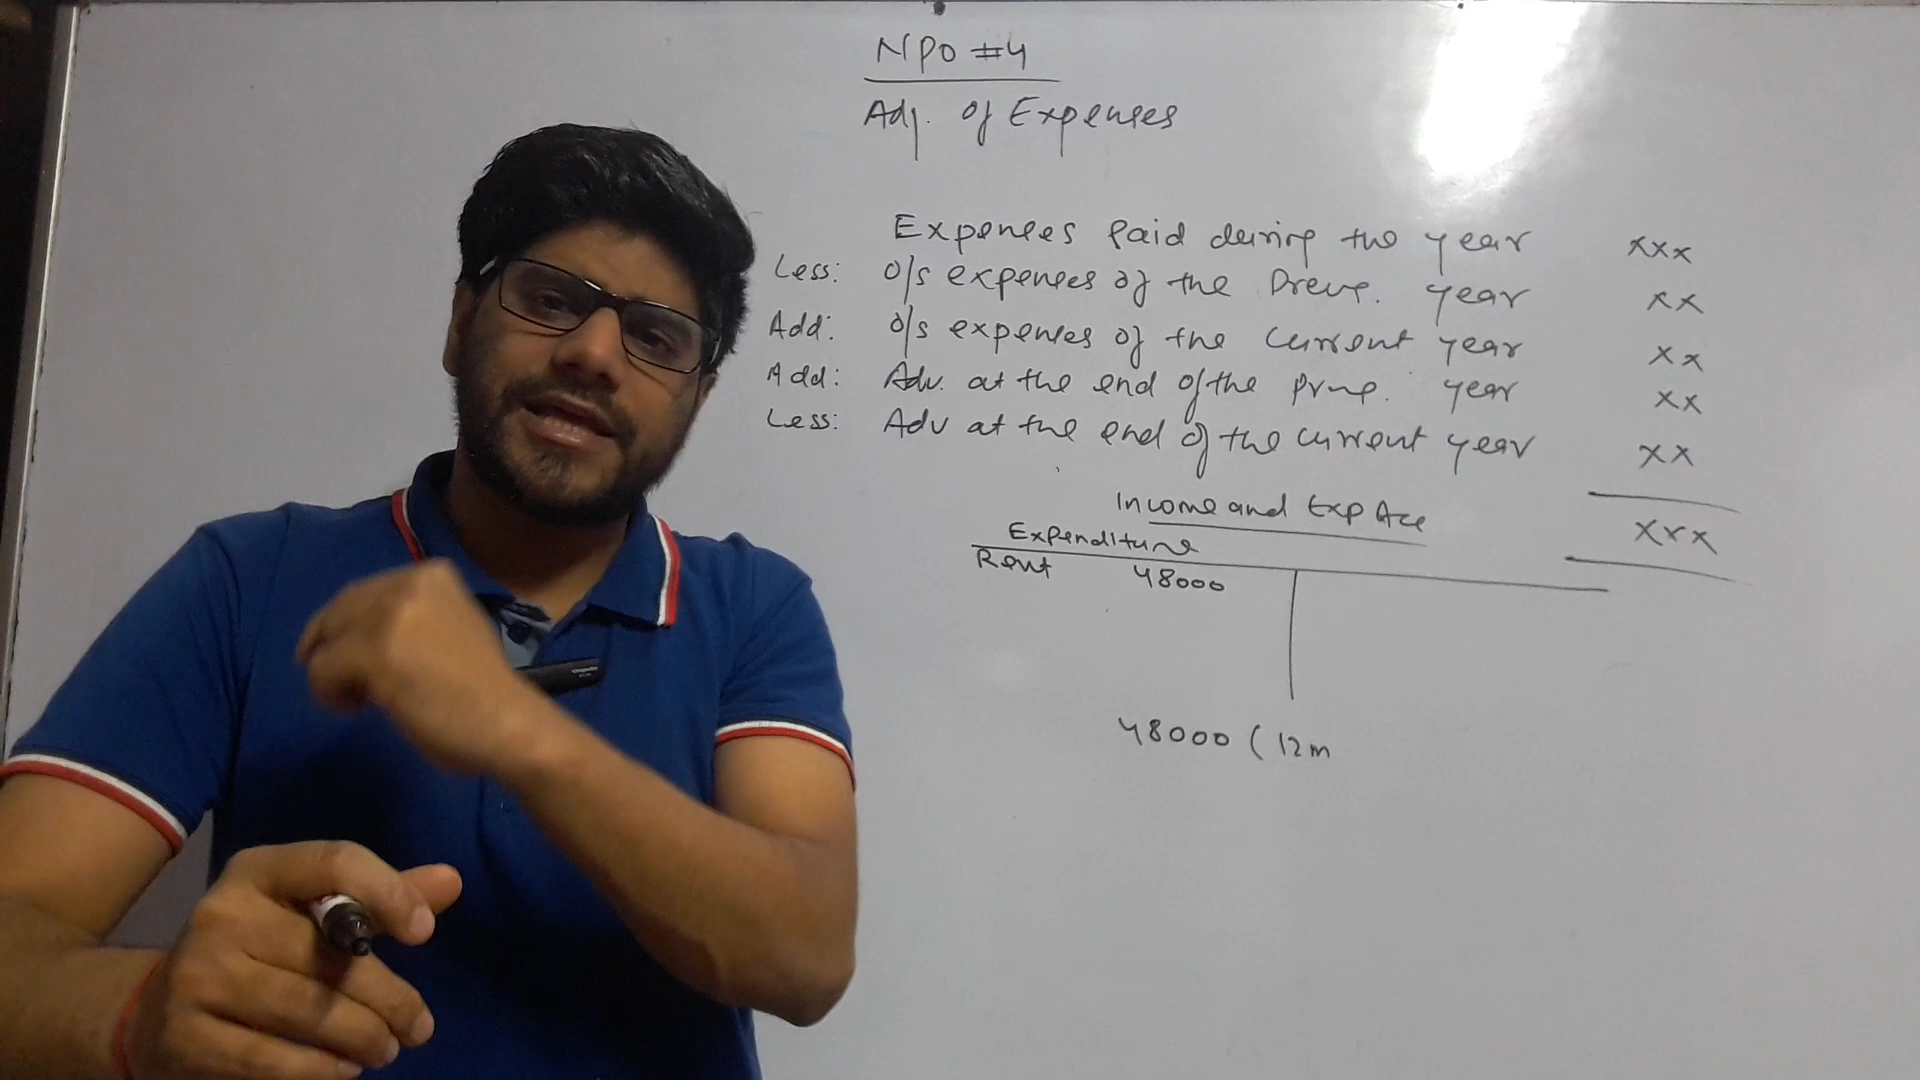 NPO #4
Adj. of Expenses
Expenses Paid during the year xxx
Less: o/s expenses of the Prev. year xx
Add: o/s expenses of the current year xx
Add: Adv. at the end of the Prev. year xx
Less: Adv at the end of the current year xx
xxx
Income and Exp Acc
Expenditure
Rent 48000
48000 ( 12m